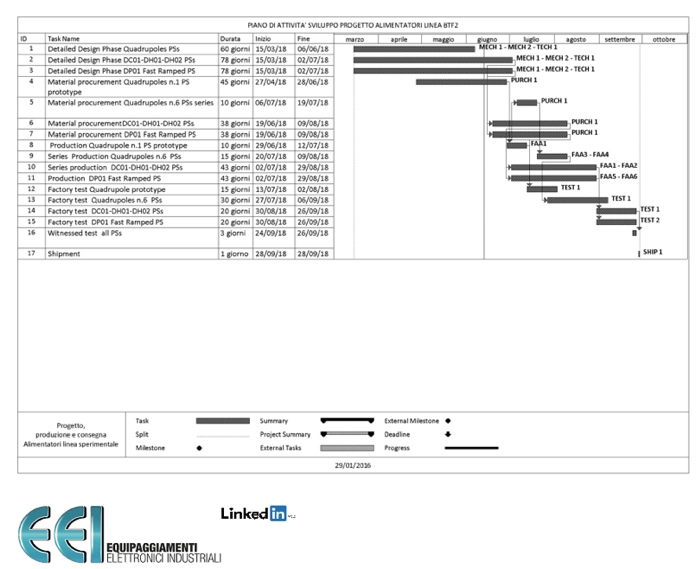 PIANO DI ATTIVITA' SVILUPPO PROGETTO ALIMENTATORI LINEA BTF2
ID Task Name Durata Inizio Fine marzo aprile maggio giugno luglio agosto settembre ottobre
1 Detailed Design Phase Quadrupoles PSs 60 giorni 15/03/18 06/06/18 MECH 1 - MECH 2 - TECH 1
2 Detailed Design Phase DC01-DH01-DH02 PSs 78 giorni 15/03/18 02/07/18 MECH 1 - MECH 2 - TECH 1
3 Detailed Design Phase DP01 Fast Ramped PS 78 giorni 15/03/18 02/07/18 MECH 1 - MECH 2 - TECH 1
4 Material procurement Quadrupoles n.1 PS 45 giorni 27/04/18 28/06/18 PURCH 1
prototype
5 Material procurement Quadrupoles n.6 PSs series 10 giorni 06/07/18 19/07/18 PURCH 1
6 Material procurementDC01-DH01-DH02 PSs 38 giorni 19/06/18 09/08/18 PURCH 1
7 Material procurement DP01 Fast Ramped PS 38 giorni 19/06/18 09/08/18 PURCH 1
8 Production Quadrupole n.1 PS prototype 10 giorni 29/06/18 12/07/18 FAA1
9 Series Production Quadrupoles n.6 PSs 15 giorni 20/07/18 09/08/18 FAA3 - FAA4
10 Series production DC01-DH01-DH02 PSs 43 giorni 02/07/18 29/08/18 FAA1 - FAA2
11 Production DP01 Fast Ramped PS 43 giorni 02/07/18 29/08/18 FAA5 - FAA6
12 Factory test Quadrupole prototype 15 giorni 13/07/18 02/08/18 TEST 1
13 Factory test Quadrupoles n.6 PSs 30 giorni 27/07/18 06/09/18 TEST 1
14 Factory test DC01-DH01-DH02 PSs 20 giorni 30/08/18 26/09/18 TEST 1
15 Factory test DP01 Fast Ramped PS 20 giorni 30/08/18 26/09/18 TEST 2
16 Witnessed test all PSs 3 giorni 24/09/18 26/09/18
17 Shipment 1 giorno 28/09/18 28/09/18 SHIP 1
Progetto,
produzione e consegna
Alimentatori linea sperimentale
Task Summary External Milestone
Split Project Summary Deadline
Milestone External Tasks Progress
29/01/2016
Linked in
EEI EQUIPAGGIAMENTI
ELETTRONICI INDUSTRIALI